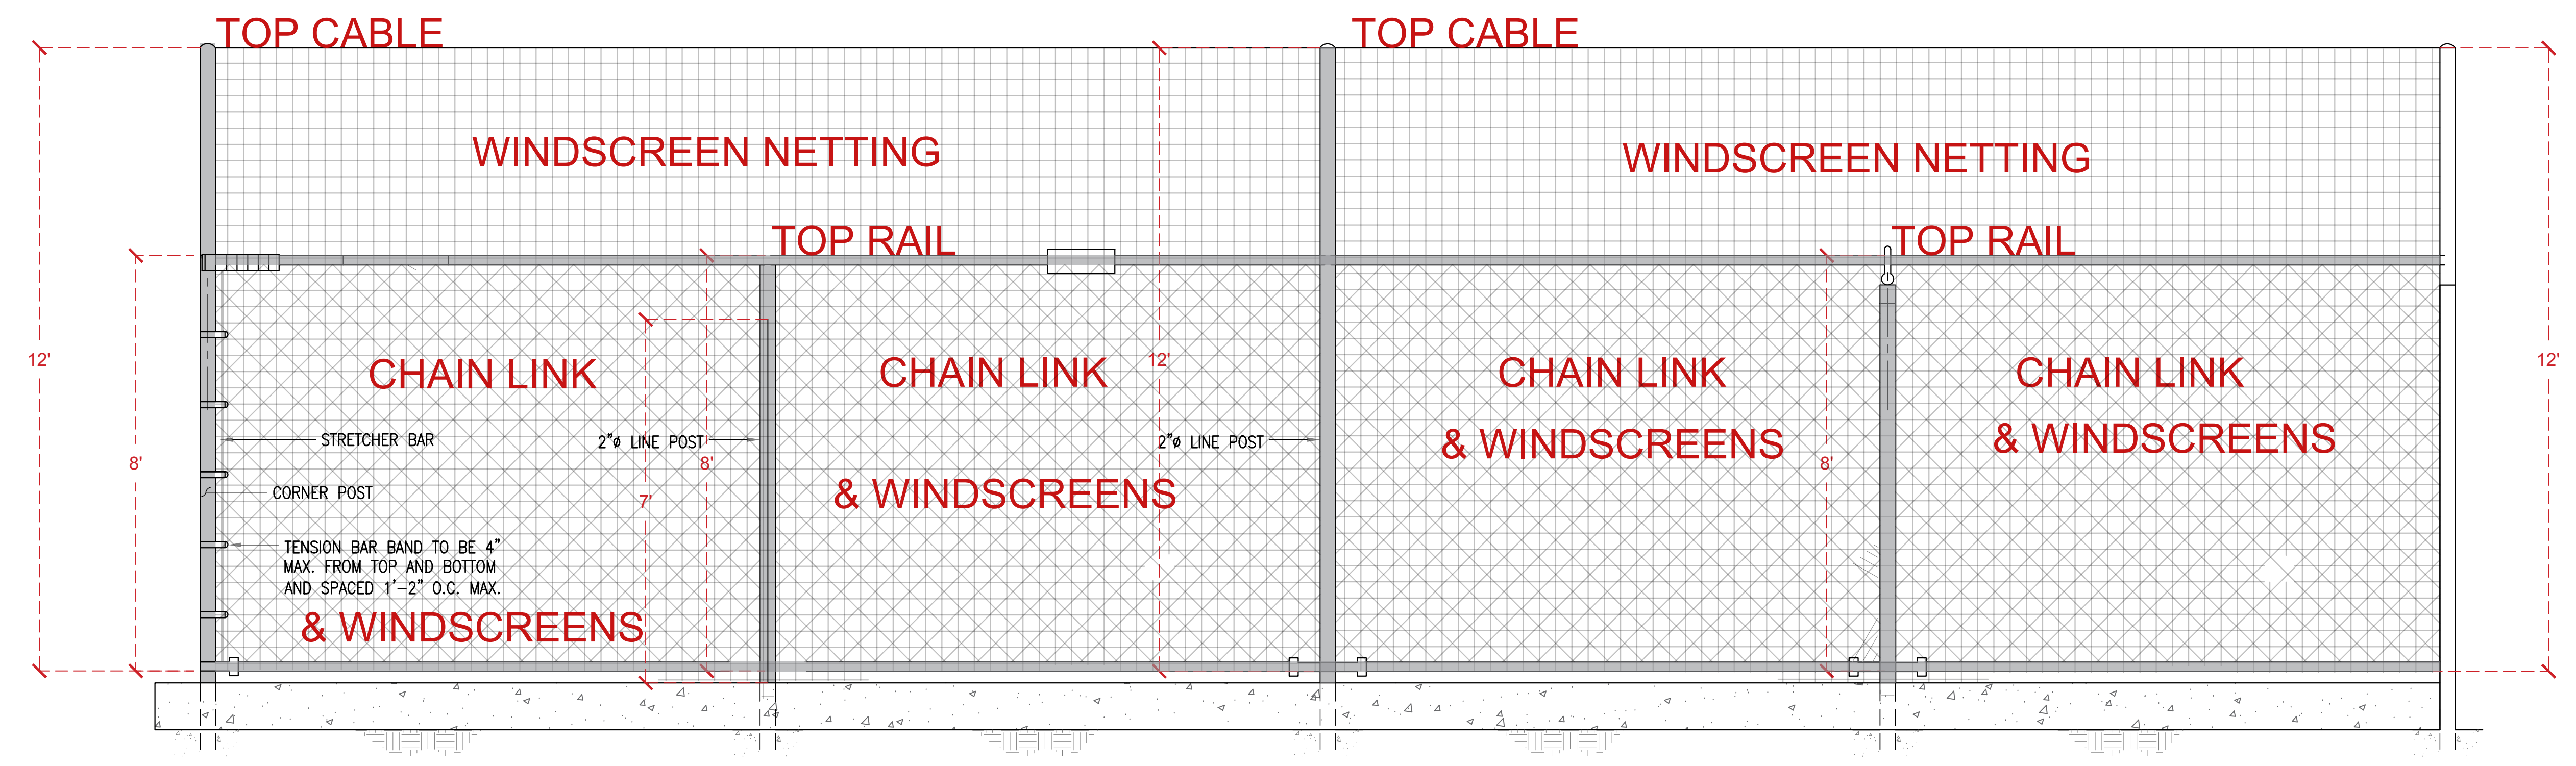 TOP CABLE
TOP CABLE
WINDSCREEN NETTING
WINDSCREEN NETTING
TOP RAIL
TOP RAIL
12'
12'
12'
CHAIN LINK
CHAIN LINK
CHAIN LINK
CHAIN LINK
STRETCHER BAR
2"ø LINE POST
2"ø LINE POST
& WINDSCREENS
& WINDSCREENS
8'
8'
8'
CORNER POST
7'
& WINDSCREENS
TENSION BAR BAND TO BE 4"
MAX. FROM TOP AND BOTTOM
AND SPACED 1'-2" O.C. MAX.
& WINDSCREENS